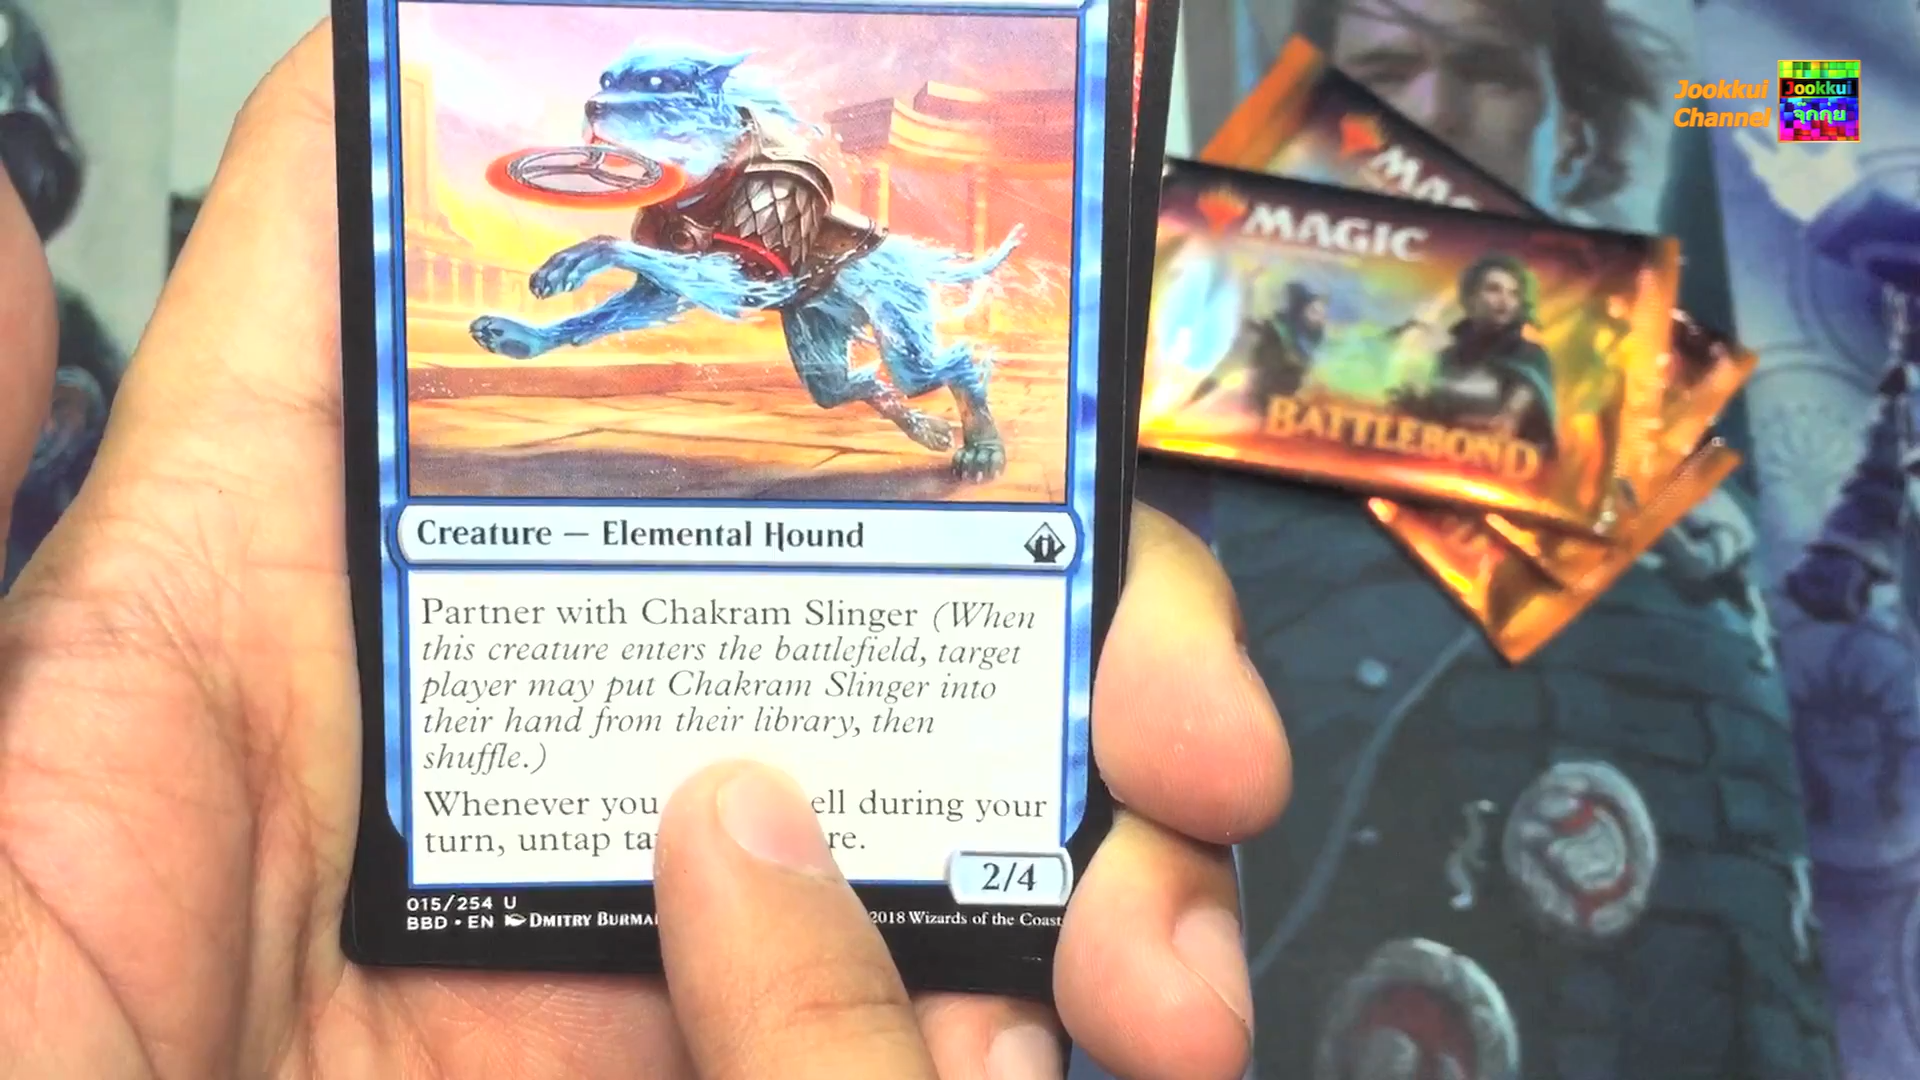 Jookkui
Channel
Jookkui
จุ๊กกุ่ย
MAGIC
MAGIC
BATTLEBOND
Creature — Elemental Hound
Partner with Chakram Slinger (When
this creature enters the battlefield, target
player may put Chakram Slinger into
their hand from their library, then
shuffle.)
Whenever you ell during your
turn, untap ta re.
2/4
015/254 U
BBD • EN DMITRY BURMA
2018 Wizards of the Coast